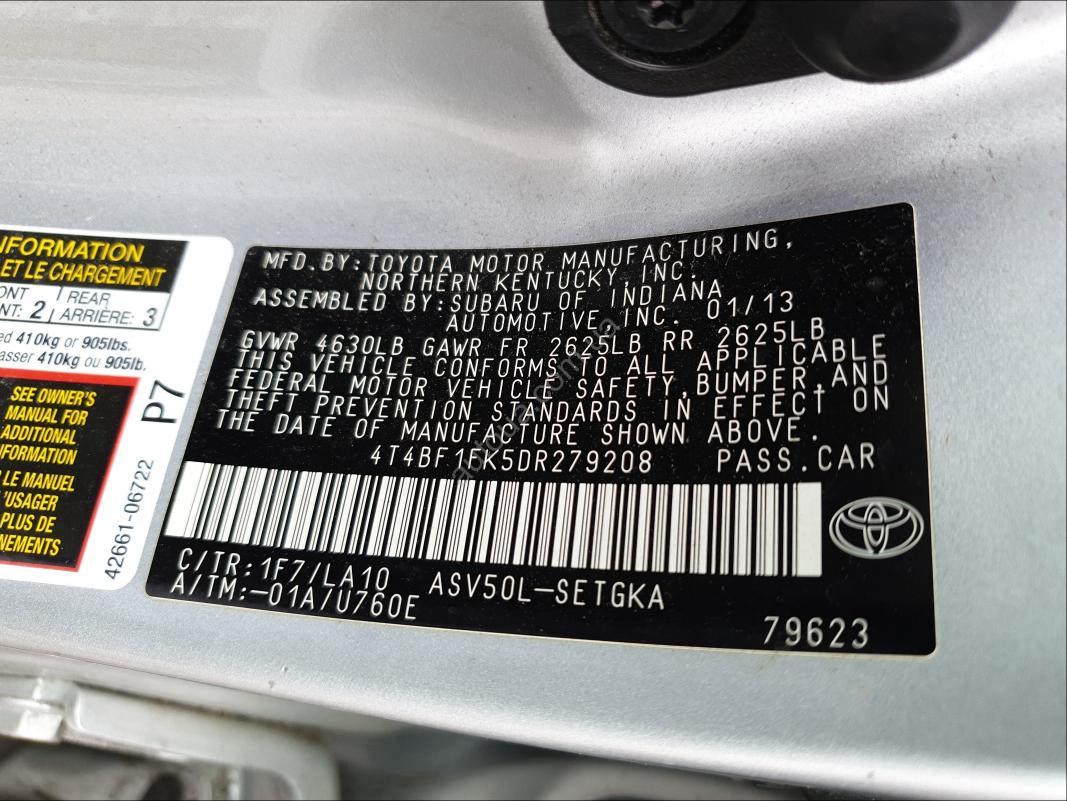 NFORMATION
ET LE CHARGEMENT
ONT 2 REAR 3
NT: ARRIÈRE:
ed 410kg or 905lbs.
asser 410kg ou 905lb.
SEE OWNER'S
MANUAL FOR
ADDITIONAL
INFORMATION
LE MANUEL
'USAGER
PLUS DE
NEMENTS
P7
42661-06722
MFD.BY:TOYOTA MOTOR MANUFACTURING,
NORTHERN KENTUCKY, INC.
ASSEMBLED BY:SUBARU OF INDIANA
AUTOMOTIVE, INC. 01/13
GVWR 4630LB GAWR FR 2625LB RR 2625LB
THIS VEHICLE CONFORMS TO ALL APPLICABLE
FEDERAL MOTOR VEHICLE SAFETY,BUMPER,AND
THEFT PREVENTION STANDARDS IN EFFECT ON
THE DATE OF MANUFACTURE SHOWN ABOVE.
4T4BF1FK5DR279208 PASS.CAR
C/TR:1F7/LA10 ASV50L-SETGKA
A/TM:-01A/U760E
79623